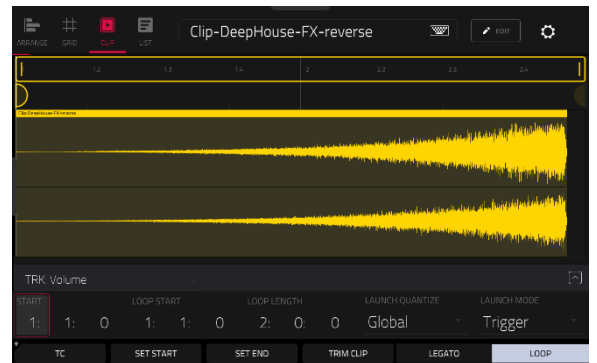 ARRANGE GRID CLIP LIST Clip-DeepHouse-FX-reverse EDIT
1.2 1.3 1.4 2 2.2 2.3 2.4
Clip-DeepHouse-FX-reverse
TRK: Volume
START LOOP START LOOP LENGTH LAUNCH QUANTIZE LAUNCH MODE
1: 1: 0 1: 1: 0 2: 0: 0 Global Trigger
TC SET START SET END TRIM CLIP LEGATO LOOP